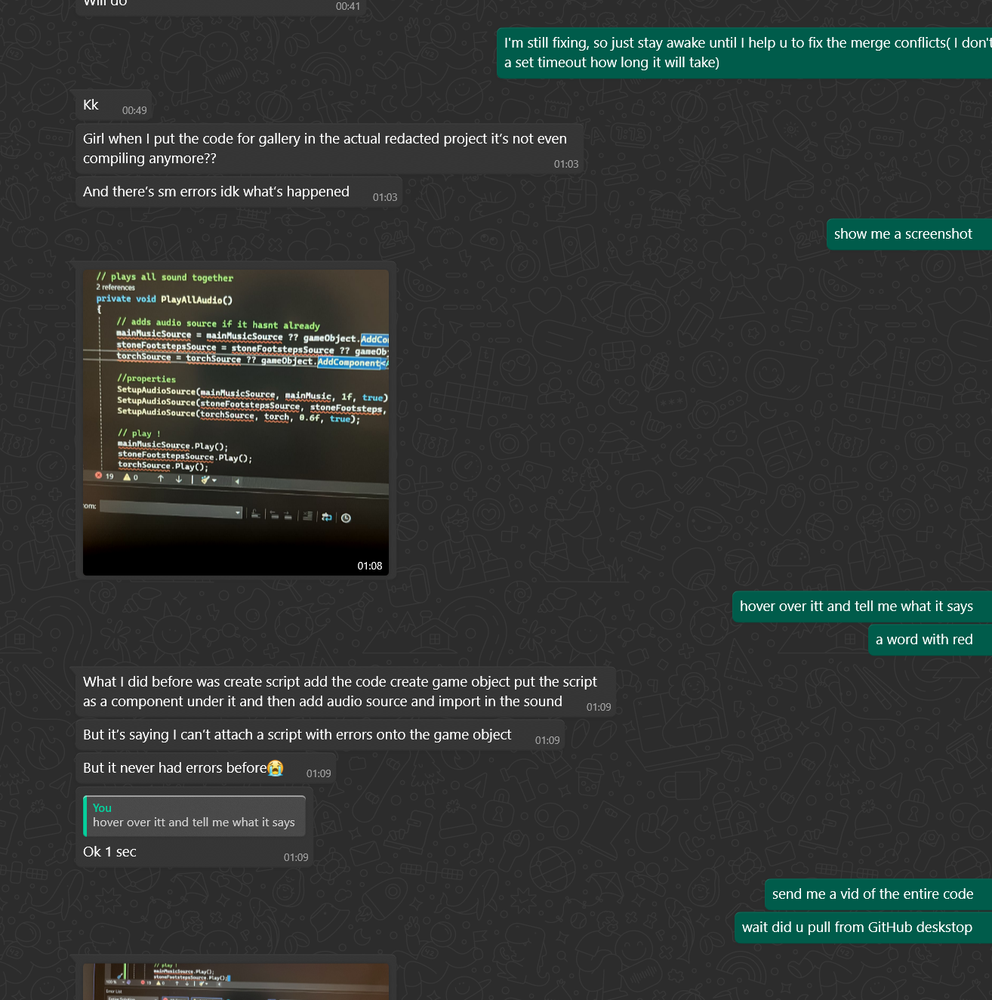 Will do
00:41
I'm still fixing, so just stay awake until I help u to fix the merge conflicts( I don't
a set timeout how long it will take)
Kk
00:49
Girl when I put the code for gallery in the actual redacted project it’s not even
compiling anymore??
01:03
And there’s sm errors idk what’s happened
01:03
show me a screenshot
// plays all sound together
2 references
private void PlayAllAudio()
{
// adds audio source if it hasnt already
mainMusicSource = mainMusicSource ?? gameObject.AddCo
stoneFootstepsSource = stoneFootstepsSource ?? gameOb
torchSource = torchSource ?? gameObject.AddComponent<
//properties
SetupAudioSource(mainMusicSource, mainMusic, 1f, true)
SetupAudioSource(stoneFootstepsSource, stoneFootsteps,
SetupAudioSource(torchSource, torch, 0.6f, true);
// play !
mainMusicSource.Play();
stoneFootstepsSource.Play();
torchSource.Play();
19 0
om:
01:08
hover over itt and tell me what it says
a word with red
What I did before was create script add the code create game object put the script
as a component under it and then add audio source and import in the sound
01:09
But it’s saying I can’t attach a script with errors onto the game object
01:09
But it never had errors before😭
01:09
You
hover over itt and tell me what it says
Ok 1 sec
01:09
send me a vid of the entire code
wait did u pull from GitHub deskstop
// play !
mainMusicSource.Play();
stoneFootstepsSource.Play();
100 %
19 0
Error List